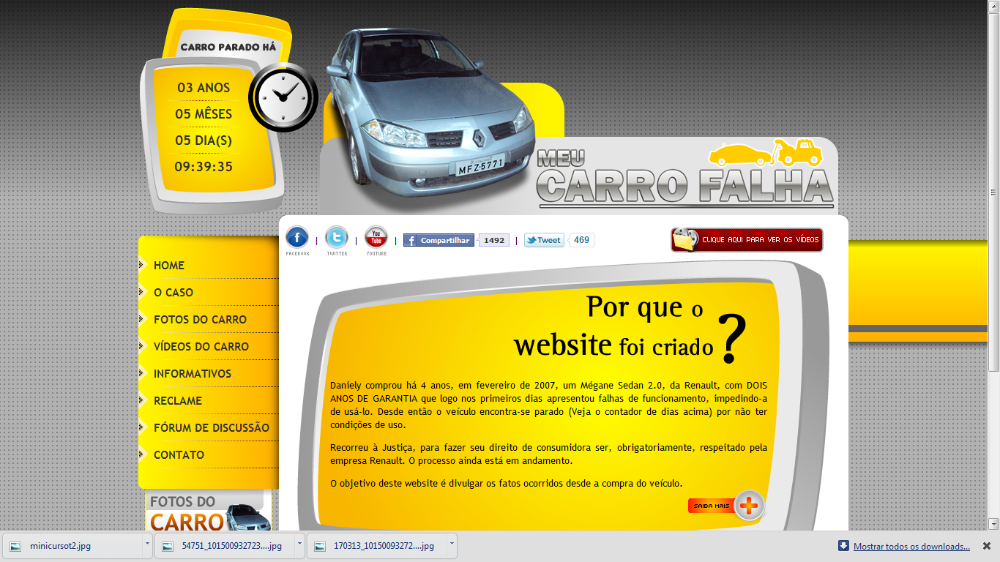 CARRO PARADO HÁ
03 ANOS
05 MÊSES
05 DIA(S)
09:39:35
MFZ·5771
MEU
CARRO FALHA
FACEBOOK
TWITTER
You
Tube
YOUTUBE
Compartilhar 1492
Tweet 469
CLIQUE AQUI PARA VER OS VÍDEOS
HOME
O CASO
FOTOS DO CARRO
VÍDEOS DO CARRO
INFORMATIVOS
RECLAME
FÓRUM DE DISCUSSÃO
CONTATO
FOTOS DO
CARRO
Por que o
website foi criado ?
Daniely comprou há 4 anos, em fevereiro de 2007, um Mégane Sedan 2.0, da Renault, com DOIS
ANOS DE GARANTIA que logo nos primeiros dias apresentou falhas de funcionamento, impedindo-a
de usá-lo. Desde então o veículo encontra-se parado (Veja o contador de dias acima) por não ter
condições de uso.
Recorreu à Justiça, para fazer seu direito de consumidora ser, obrigatoriamente, respeitado pela
empresa Renault. O processo ainda está em andamento.
O objetivo deste website é divulgar os fatos ocorridos desde a compra do veículo.
SAIBA MAIS
minicursot2.jpg
54751_101500932723....jpg
170313_10150093272....jpg
Mostrar todos os downloads...